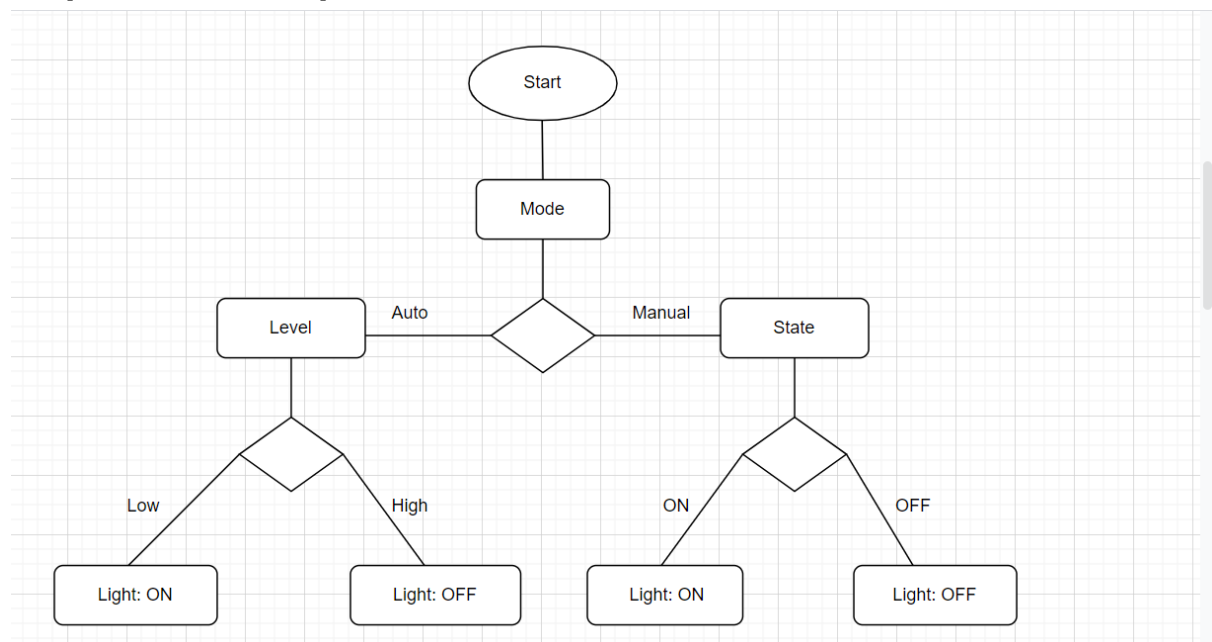 Start
Mode
Auto
Manual
Level
State
Low
High
ON
OFF
Light: ON
Light: OFF
Light: ON
Light: OFF